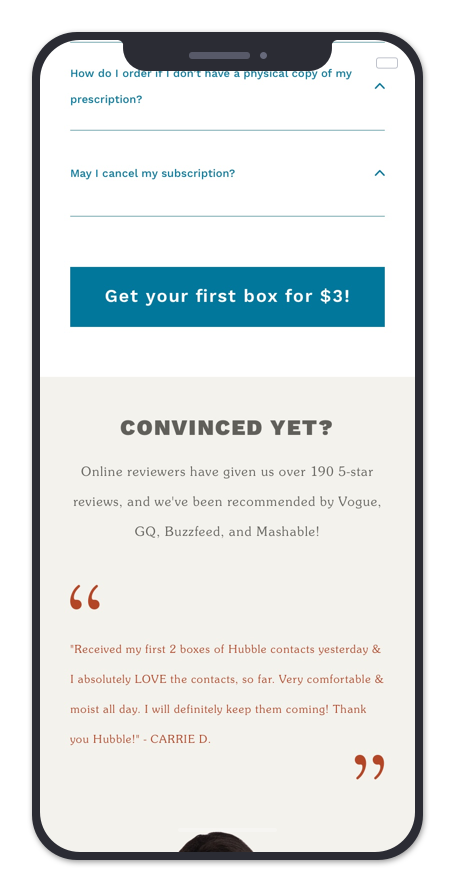 How do I order if I don't have a physical copy of my
prescription?
May I cancel my subscription?
Get your first box for $3!
CONVINCED YET?
Online reviewers have given us over 190 5-star
reviews, and we've been recommended by Vogue,
GQ, Buzzfeed, and Mashable!
“
"Received my first 2 boxes of Hubble contacts yesterday &
I absolutely LOVE the contacts, so far. Very comfortable &
moist all day. I will definitely keep them coming! Thank
you Hubble!" - CARRIE D.
”